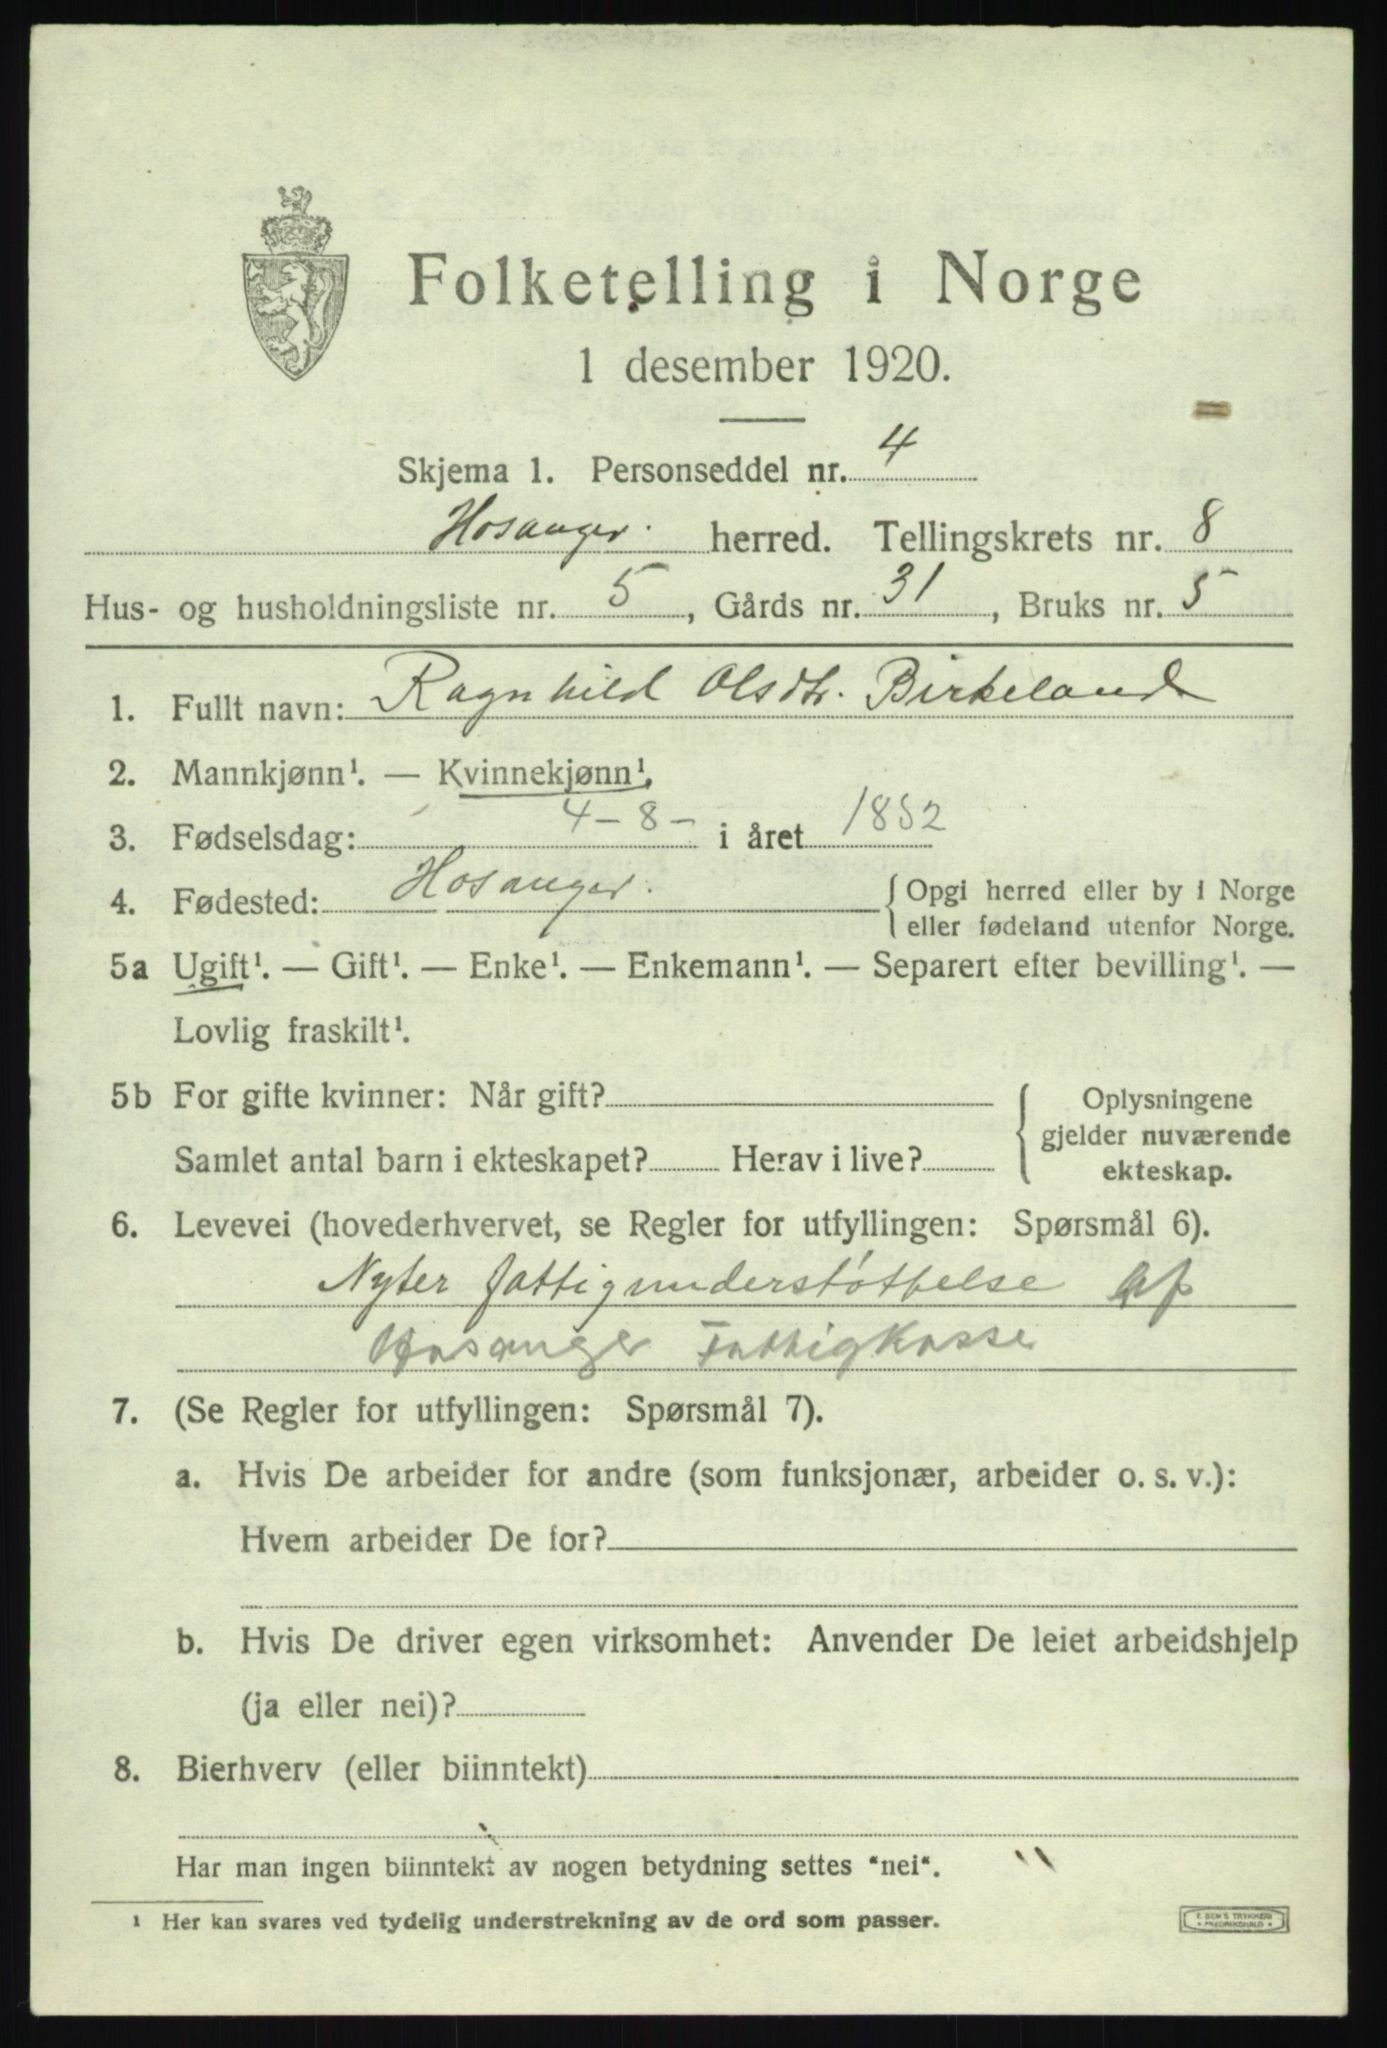 Folketelling i Norge
1 desember 1920.
Skjema 1. Personseddel nr. 4
Hosanger. herred. Tellingskrets nr. 8
Hus- og husholdningsliste nr. 5, Gårds nr. 31, Bruks nr. 5
1. Fullt navn: Ragnhild Olsdtr. Birkeland
2. Mannkjønn¹. — Kvinnekjønn¹.
3. Fødselsdag: 4-8- i året 1852
4. Fødested: Hosanger. { Opgi herred eller by i Norge
eller fødeland utenfor Norge.
5a Ugift¹. — Gift¹. — Enke¹. — Enkemann¹. — Separert efter bevilling¹. —
Lovlig fraskilt¹.
5b For gifte kvinner: Når gift? { Oplysningene
gjelder nuværende
Samlet antal barn i ekteskapet? Herav i live?
ekteskap.
6. Levevei (hovederhvervet, se Regler for utfyllingen: Spørsmål 6).
Nyter fattigunderstøttelse af
Hosanger Fattigkasse
7. (Se Regler for utfyllingen: Spørsmål 7).
a. Hvis De arbeider for andre (som funksjonær, arbeider o. s. v.):
Hvem arbeider De for?
b. Hvis De driver egen virksomhet: Anvender De leiet arbeidshjelp
(ja eller nei)?
8. Bierhverv (eller biinntekt)
Har man ingen biinntekt av nogen betydning settes "nei".
¹ Her kan svares ved tydelig understrekning av de ord som passer.